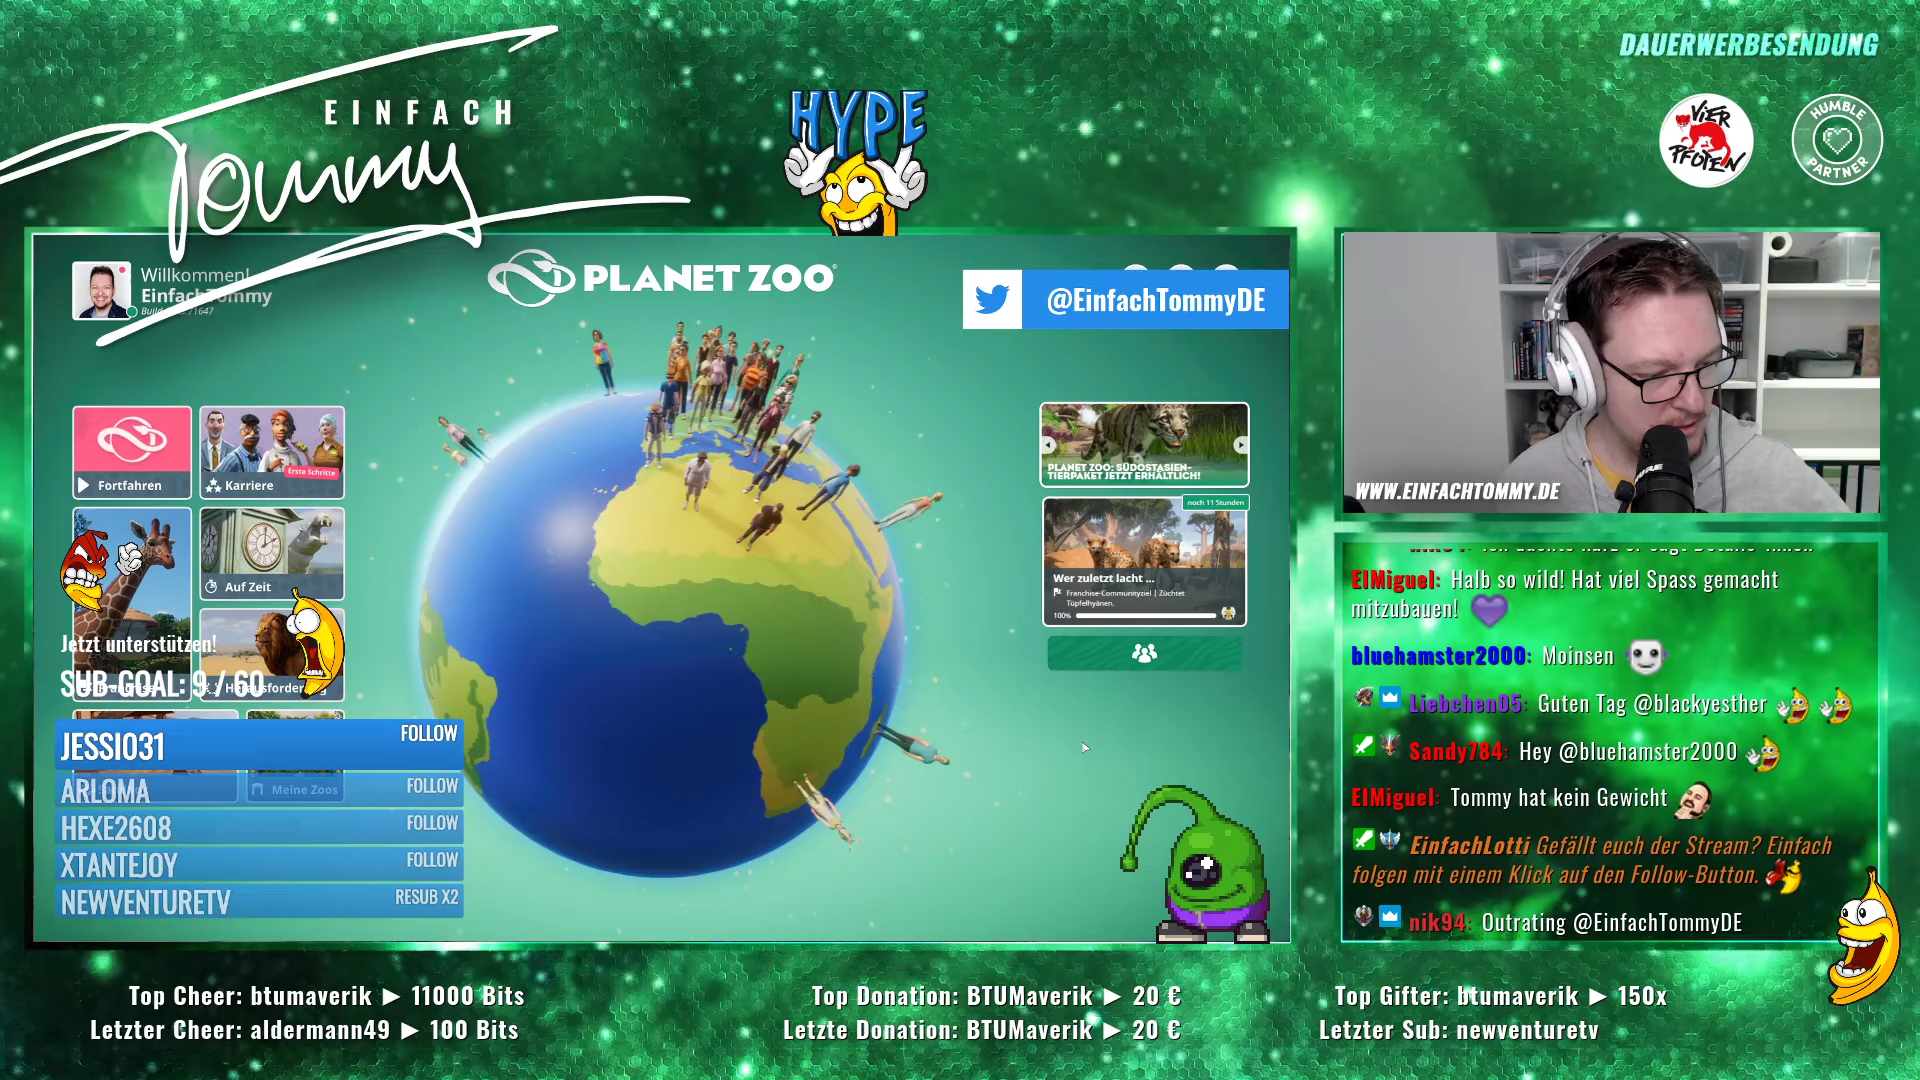 DAUERWERBESENDUNG
EINFACH
Tommy
HYPE
VIER
PFOTEN
HUMBLE
PARTNER
Willkommen!
EinfachTommy
PLANET ZOO
@EinfachTommyDE
Fortfahren
Erste Schritte
Karriere
Auf Zeit
Jetzt unterstützen!
SUB-GOAL: 9 / 60
JESSI031 FOLLOW
Meine Zoos
ARLOMA FOLLOW
HEXE2608 FOLLOW
XTANTEJOY FOLLOW
NEWVENTURETV RESUB X2
PLANET ZOO: SÜDOSTASIEN-
TIERPAKET JETZT ERHÄLTLICH!
noch 11 Stunden
Wer zuletzt lacht ...
Franchise-Communityziel | Züchtet
Tüpfelhyänen.
100%
WWW.EINFACHTOMMY.DE
ElMiguel: Halb so wild! Hat viel Spass gemacht
mitzubauen!
bluehamster2000: Moinsen
Liebchen05: Guten Tag @blackyesther
Sandy784: Hey @bluehamster2000
ElMiguel: Tommy hat kein Gewicht
EinfachLotti Gefällt euch der Stream? Einfach
folgen mit einem Klick auf den Follow-Button.
nik94: Outrating @EinfachTommyDE
Top Cheer: btumaverik ► 11000 Bits
Letzter Cheer: aldermann49 ► 100 Bits
Top Donation: BTUMaverik ► 20 €
Letzte Donation: BTUMaverik ► 20 €
Top Gifter: btumaverik ► 150x
Letzter Sub: newventuretv